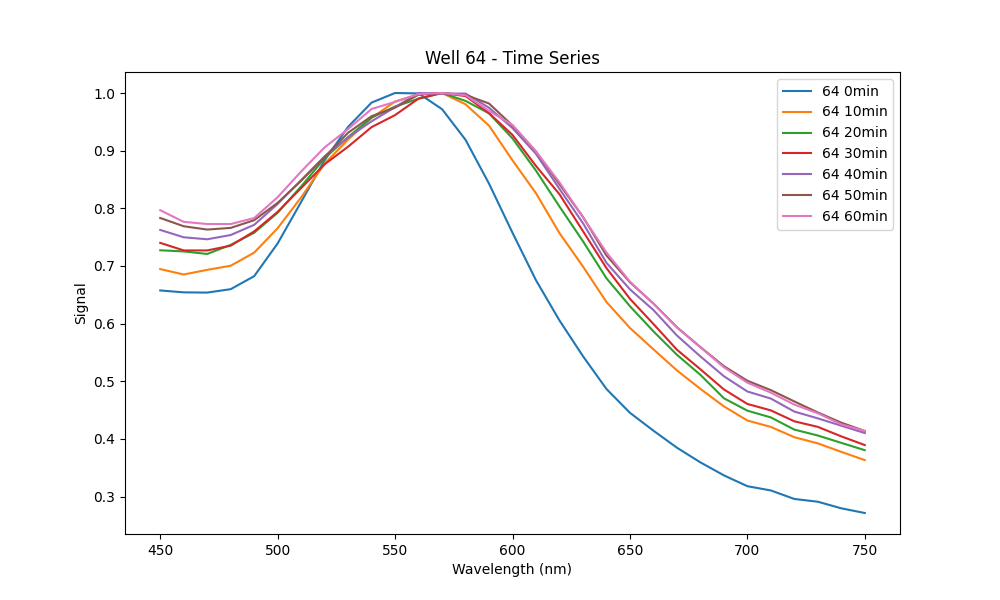 Well 64 - Time Series
1.0
0.9
0.8
0.7
0.6
0.5
0.4
0.3
Signal
450
500
550
600
650
700
750
Wavelength (nm)
64 0min
64 10min
64 20min
64 30min
64 40min
64 50min
64 60min